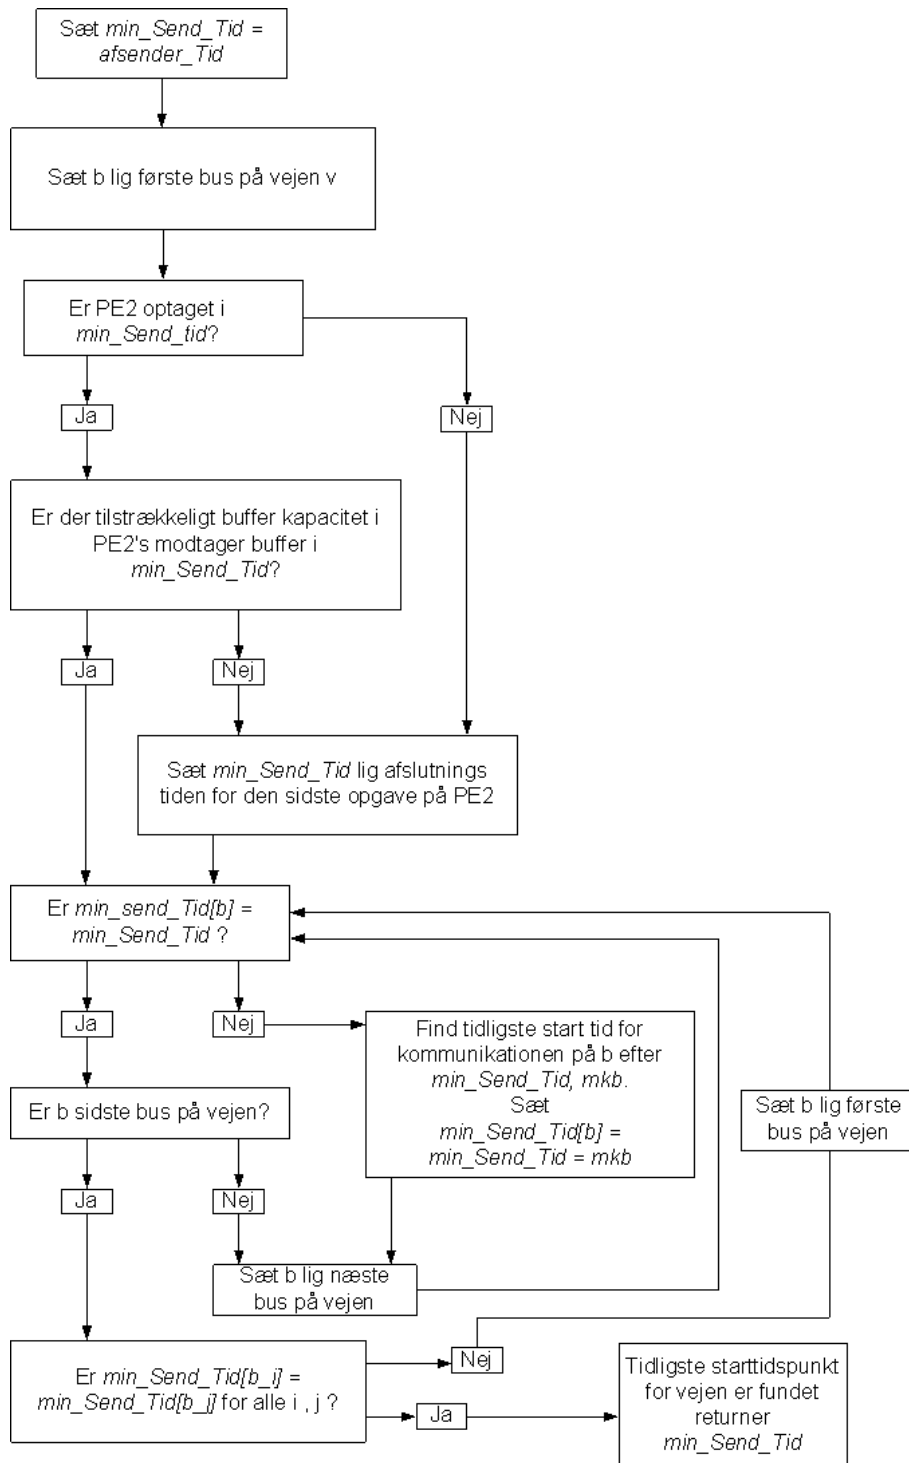 Sæt min_Send_Tid =
afsender_Tid
Sæt b lig første bus på vejen v
Er PE2 optaget i
min_Send_tid?
Ja
Nej
Er der tilstrækkeligt buffer kapacitet i
PE2's modtager buffer i
min_Send_Tid?
Ja
Nej
Sæt min_Send_Tid lig afslutnings
tiden for den sidste opgave på PE2
Er min_send_Tid[b] =
min_Send_Tid ?
Ja
Nej
Find tidligste start tid for
kommunikationen på b efter
min_Send_Tid, mkb.
Sæt
min_Send_Tid[b] =
min_Send_Tid = mkb
Er b sidste bus på vejen?
Sæt b lig første
bus på vejen
Ja
Nej
Sæt b lig næste
bus på vejen
Er min_Send_Tid[b_i] =
min_Send_Tid[b_j] for alle i , j ?
Nej
Ja
Tidligste starttidspunkt
for vejen er fundet
returner
min_Send_Tid